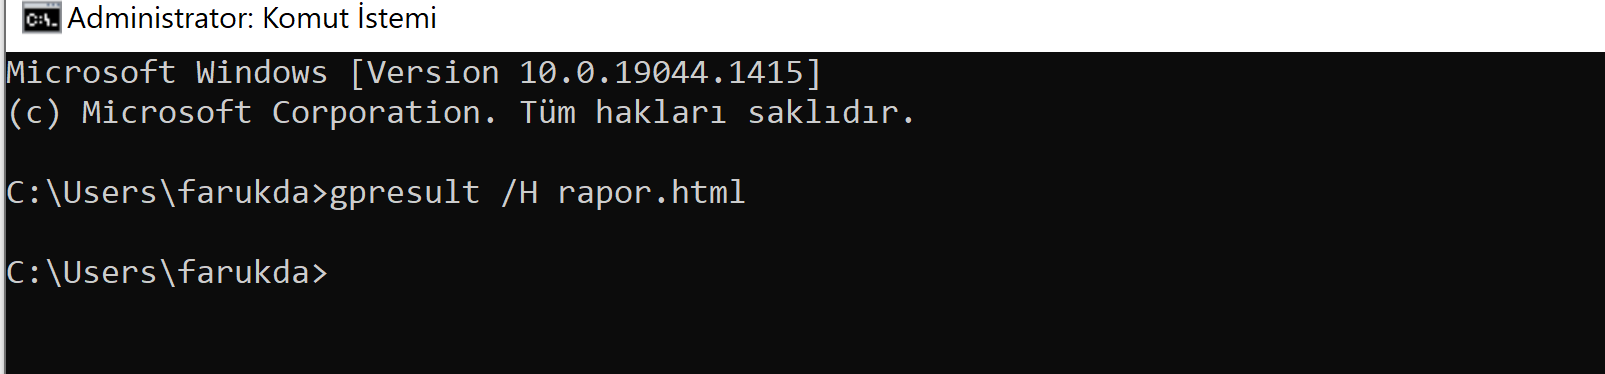 Administrator: Komut İstemi
Microsoft Windows [Version 10.0.19044.1415]
(c) Microsoft Corporation. Tüm hakları saklıdır.
C:\Users\farukda>gpresult /H rapor.html
C:\Users\farukda>